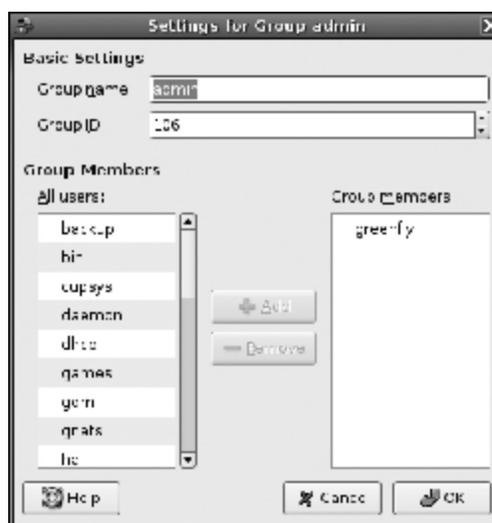 Settings for Group admin
Basic Settings
Group name admin
Group ID 106
Group Members
All users:
Group members
backup
greenfly
bin
cupsys
daemon
dhcp
Add
games
Remove
gdm
gnats
Help
Cancel
OK